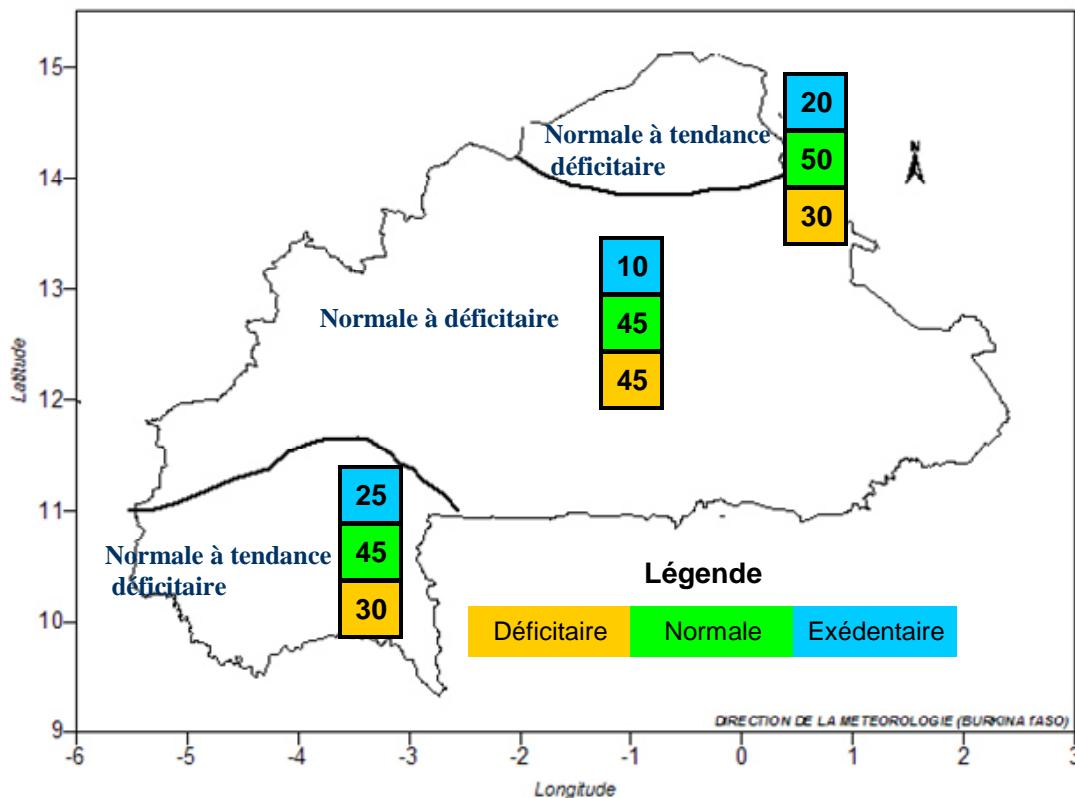 15
14
13
12
11
10
9
Latitude
Normale à tendance
déficitaire
20
50
30
N
Normale à déficitaire
10
45
45
Normale à tendance
déficitaire
25
45
30
Légende
Déficitaire Normale Exédentaire
DIRECTION DE LA METEOROLOGIE (BURKINA fASO)
-6 -5 -4 -3 -2 -1 0 1 2 3
Longitude